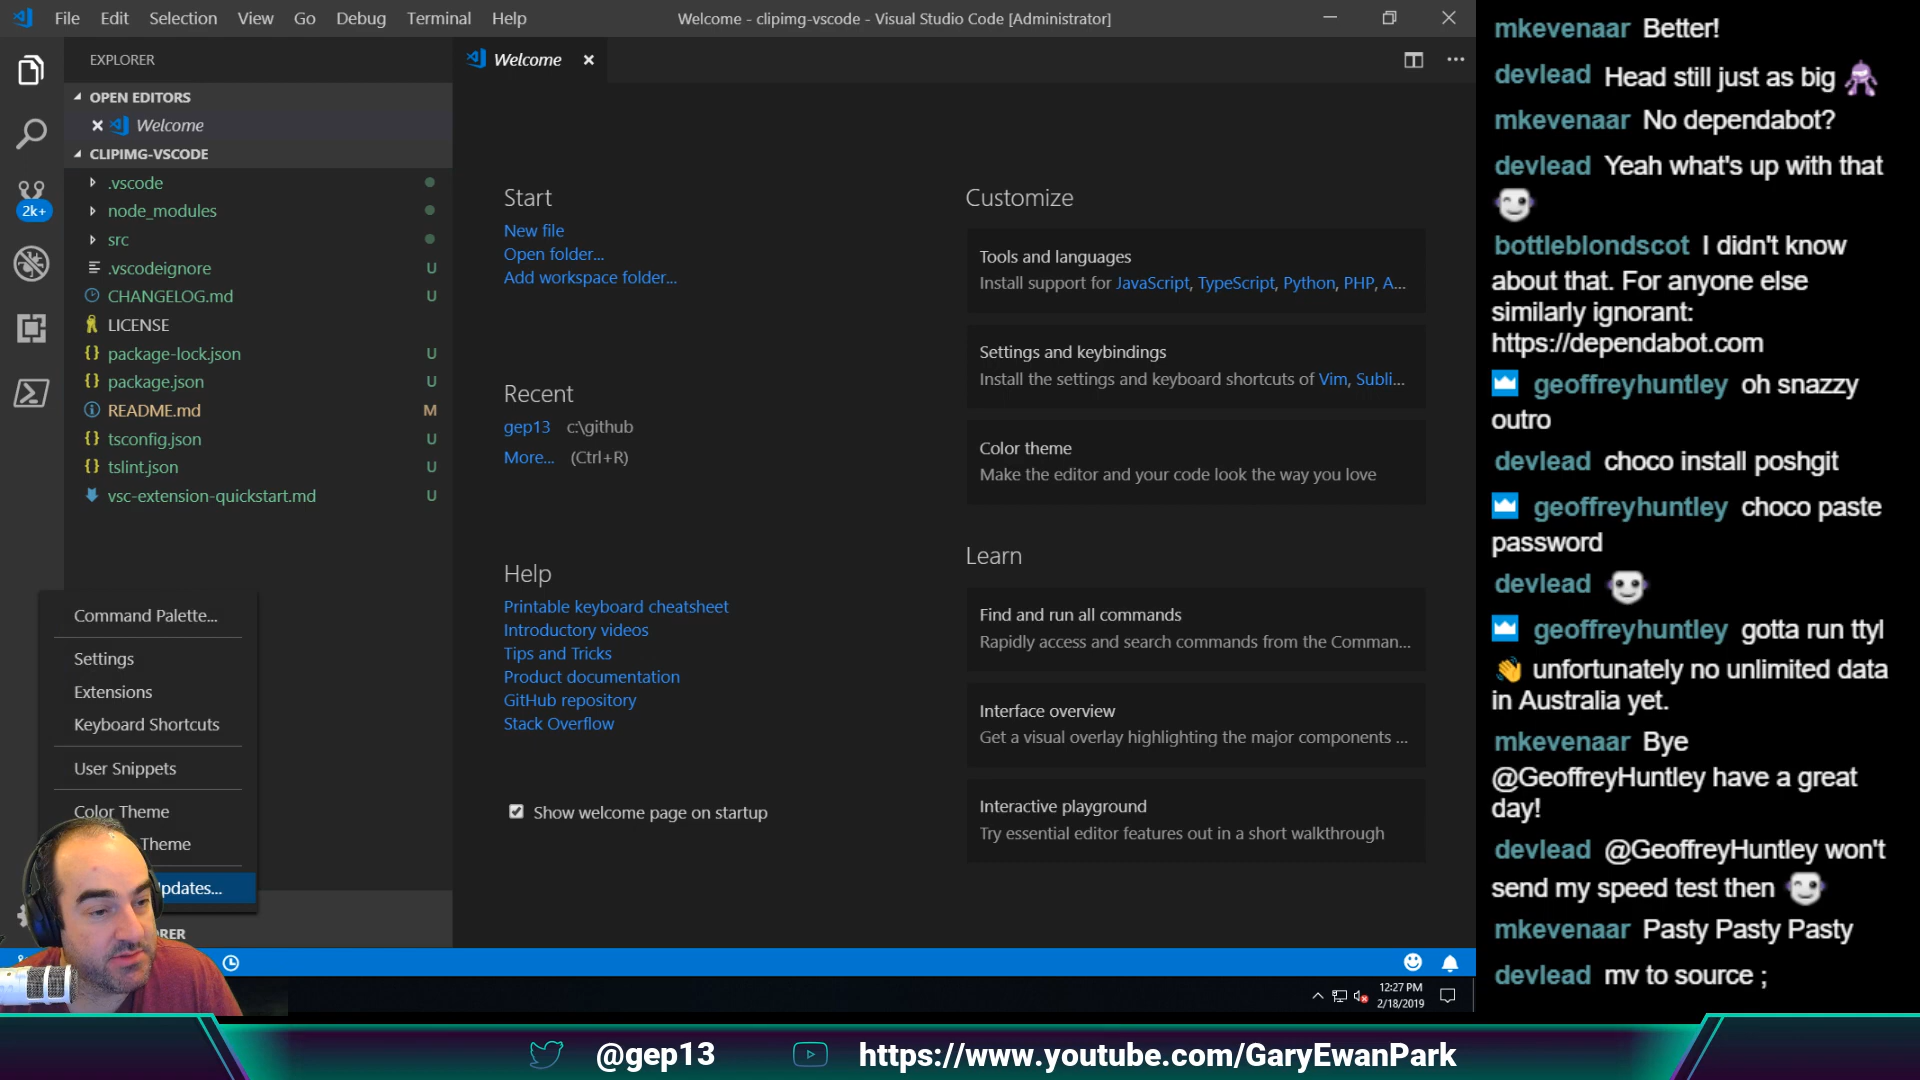 File Edit Selection View Go Debug Terminal Help
Welcome - clipimg-vscode - Visual Studio Code [Administrator]
EXPLORER
OPEN EDITORS
Welcome
CLIPIMG-VSCODE
.vscode
node_modules
src
.vscodeignore U
CHANGELOG.md U
LICENSE
package-lock.json U
package.json U
README.md M
tsconfig.json U
tslint.json U
vsc-extension-quickstart.md U
2k+
Command Palette...
Settings
Extensions
Keyboard Shortcuts
User Snippets
Color Theme
Theme
pdates...
RER
Welcome
Start
New file
Open folder...
Add workspace folder...
Recent
gep13 c:\github
More... (Ctrl+R)
Help
Printable keyboard cheatsheet
Introductory videos
Tips and Tricks
Product documentation
GitHub repository
Stack Overflow
Show welcome page on startup
Customize
Tools and languages
Install support for JavaScript, TypeScript, Python, PHP, A...
Settings and keybindings
Install the settings and keyboard shortcuts of Vim, Subli...
Color theme
Make the editor and your code look the way you love
Learn
Find and run all commands
Rapidly access and search commands from the Comman...
Interface overview
Get a visual overlay highlighting the major components ...
Interactive playground
Try essential editor features out in a short walkthrough
12:27 PM
2/18/2019
mkevenaar Better!
devlead Head still just as big
mkevenaar No dependabot?
devlead Yeah what's up with that
bottleblondscot I didn't know
about that. For anyone else
similarly ignorant:
https://dependabot.com
geoffreyhuntley oh snazzy
outro
devlead choco install poshgit
geoffreyhuntley choco paste
password
devlead
geoffreyhuntley gotta run ttyl
unfortunately no unlimited data
in Australia yet.
mkevenaar Bye
@GeoffreyHuntley have a great
day!
devlead @GeoffreyHuntley won't
send my speed test then
mkevenaar Pasty Pasty Pasty
devlead mv to source ;
@gep13
https://www.youtube.com/GaryEwanPark